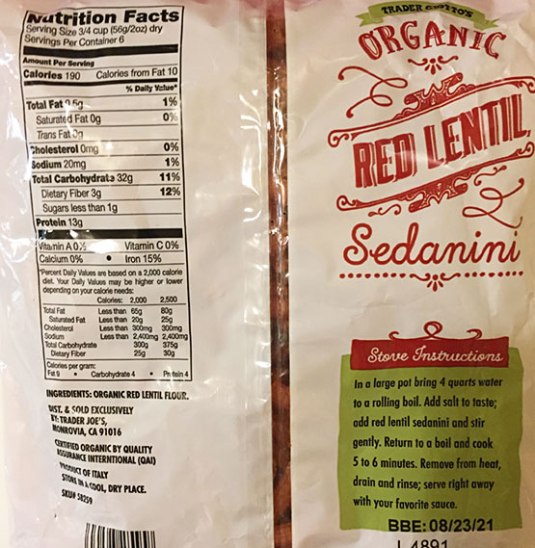 Nutrition Facts
Serving Size 3/4 cup (56g/2oz) dry
Servings Per Container 6
Amount Per Serving
Calories 190 Calories from Fat 10
% Daily Value*
Total Fat 0.5g 1%
Saturated Fat 0g 0%
Trans Fat 0g
Cholesterol 0mg 0%
Sodium 20mg 1%
Total Carbohydrate 32g 11%
Dietary Fiber 3g 12%
Sugars less than 1g
Protein 13g
Vitamin A 0% Vitamin C 0%
Calcium 0% • Iron 15%
*Percent Daily Values are based on a 2,000 calorie
diet. Your Daily Values may be higher or lower
depending on your calorie needs:
Calories: 2,000 2,500
Total Fat Less than 65g 80g
Saturated Fat Less than 20g 25g
Cholesterol Less than 300mg 300mg
Sodium Less than 2,400mg 2,400mg
Total Carbohydrate 300g 375g
Dietary Fiber 25g 30g
Calories per gram:
Fat 9 • Carbohydrate 4 • Protein 4
INGREDIENTS: ORGANIC RED LENTIL FLOUR.
DIST. & SOLD EXCLUSIVELY
BY: TRADER JOE'S,
MONROVIA, CA 91016
CERTIFIED ORGANIC BY QUALITY
ASSURANCE INTERNTIONAL (QAI)
PRODUCT OF ITALY
STORE IN A COOL, DRY PLACE.
SKU# 58259
TRADER GIOTTO'S
ORGANIC
RED LENTIL
Sedanini
Stove Instructions
In a large pot bring 4 quarts water
to a rolling boil. Add salt to taste;
add red lentil sedanini and stir
gently. Return to a boil and cook
5 to 6 minutes. Remove from heat,
drain and rinse; serve right away
with your favorite sauce.
BBE: 08/23/21
L4891